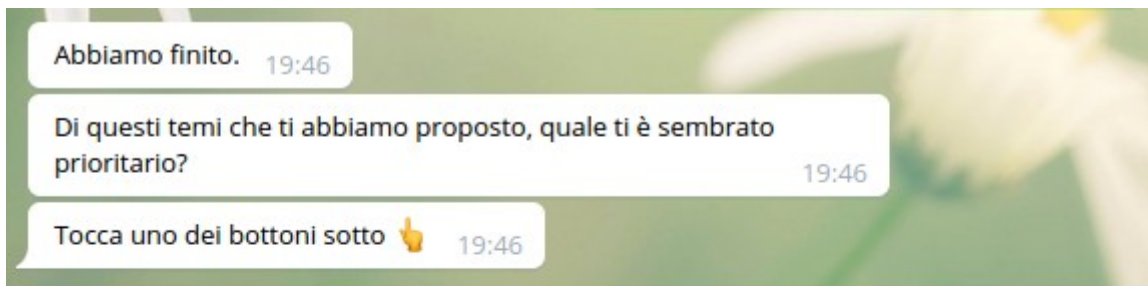 Abbiamo finito. 19:46
Di questi temi che ti abbiamo proposto, quale ti è sembrato
prioritario? 19:46
Tocca uno dei bottoni sotto 👆 19:46